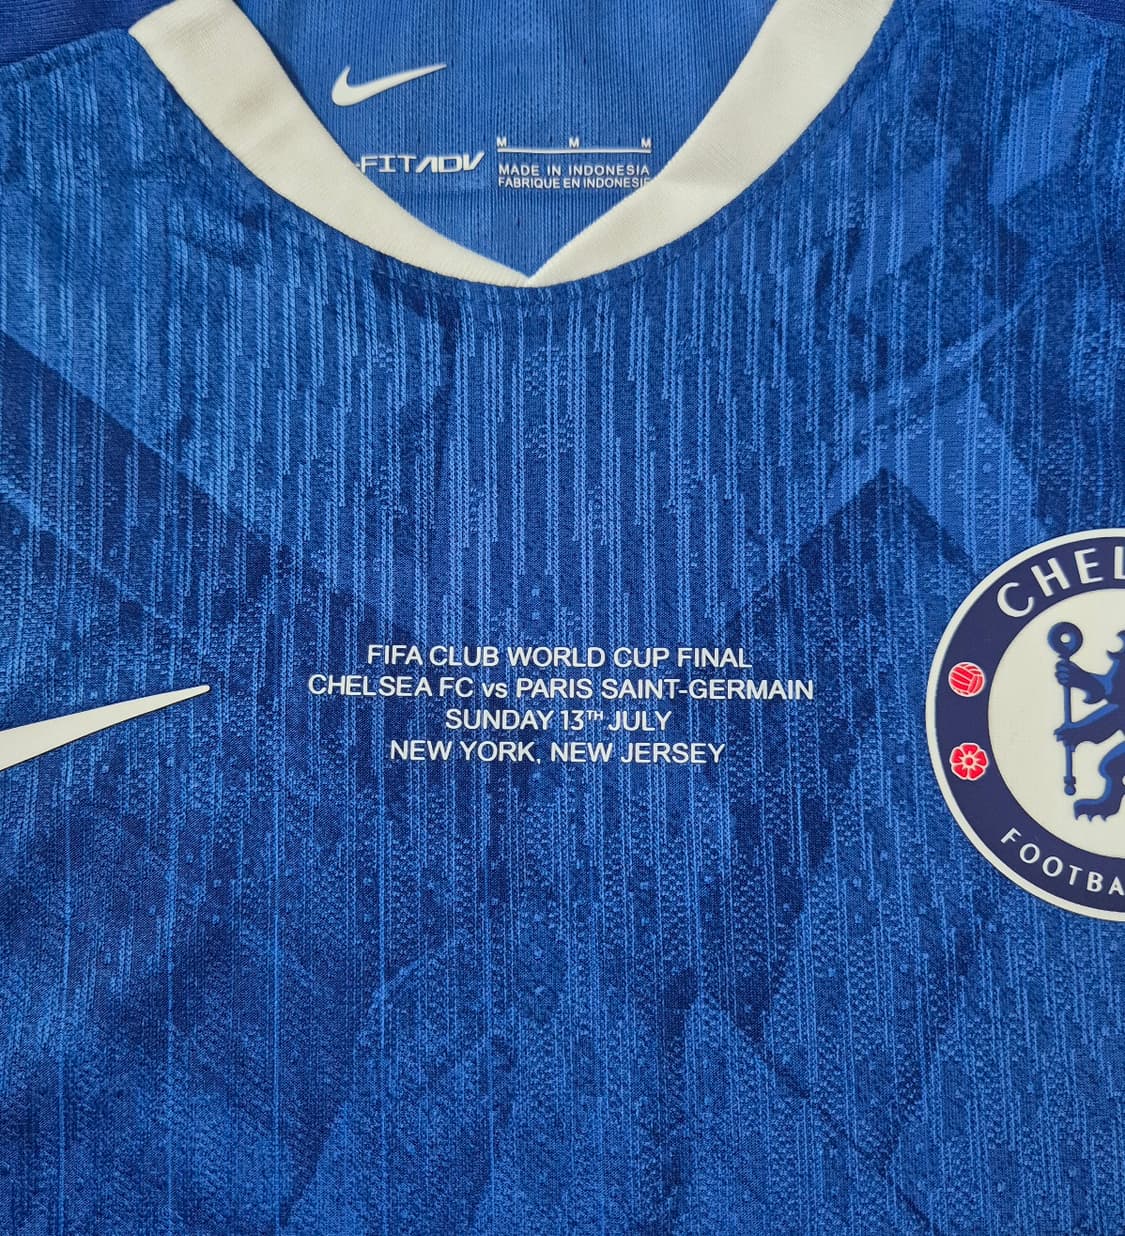 FITADV
M M M
MADE IN INDONESIA
FABRIQUÉ EN INDONESIE
FIFA CLUB WORLD CUP FINAL
CHELSEA FC vs PARIS SAINT-GERMAIN
SUNDAY 13TH JULY
NEW YORK, NEW JERSEY
CHEL
FOOTBA